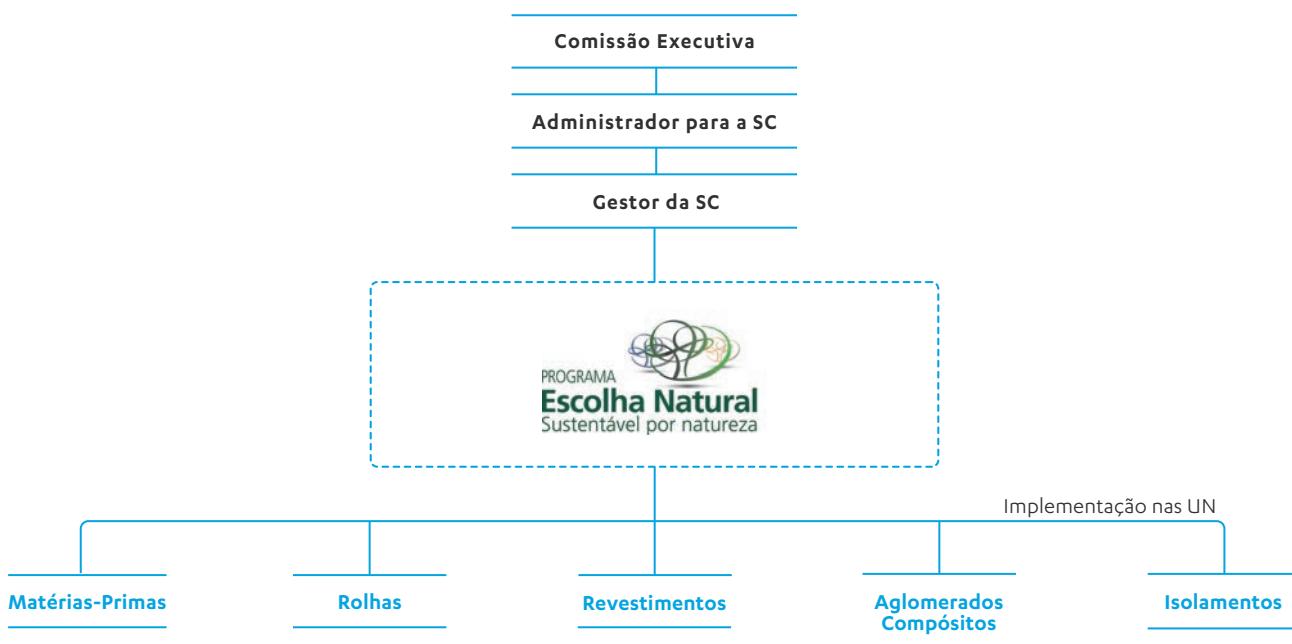 Comissão Executiva
Administrador para a SC
Gestor da SC
PROGRAMA
Escolha Natural
Sustentável por natureza
Implementação nas UN
Matérias-Primas
Rolhas
Revestimentos
Aglomerados
Compósitos
Isolamentos